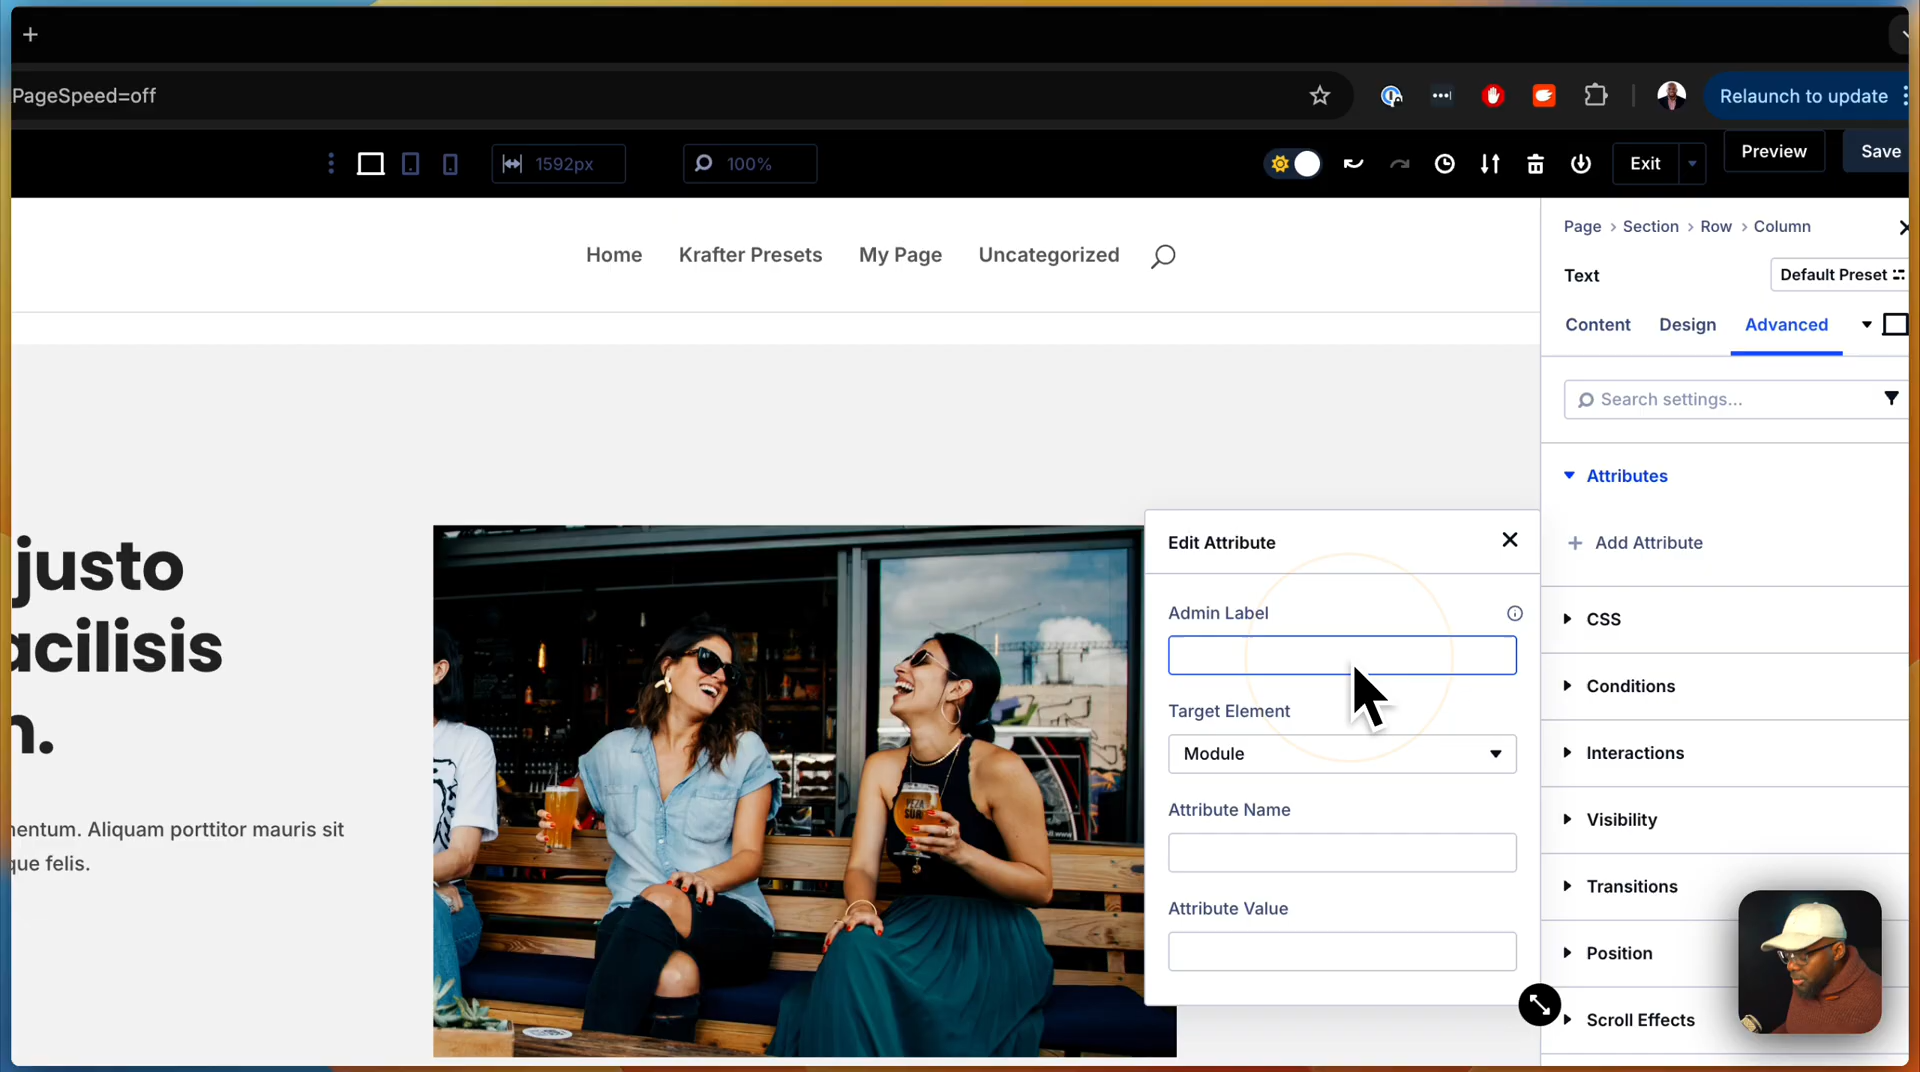 PageSpeed=off
Relaunch to update
1592px
100%
Exit
Preview
Save
Home
Krafter Presets
My Page
Uncategorized
Page > Section > Row > Column
Text
Default Preset
Content
Design
Advanced
Search settings...
Attributes
+ Add Attribute
CSS
Conditions
Interactions
Visibility
Transitions
Position
Scroll Effects
Edit Attribute
Admin Label
Target Element
Module
Attribute Name
Attribute Value
justo
acilisis
n.
nentum. Aliquam porttitor mauris sit
que felis.